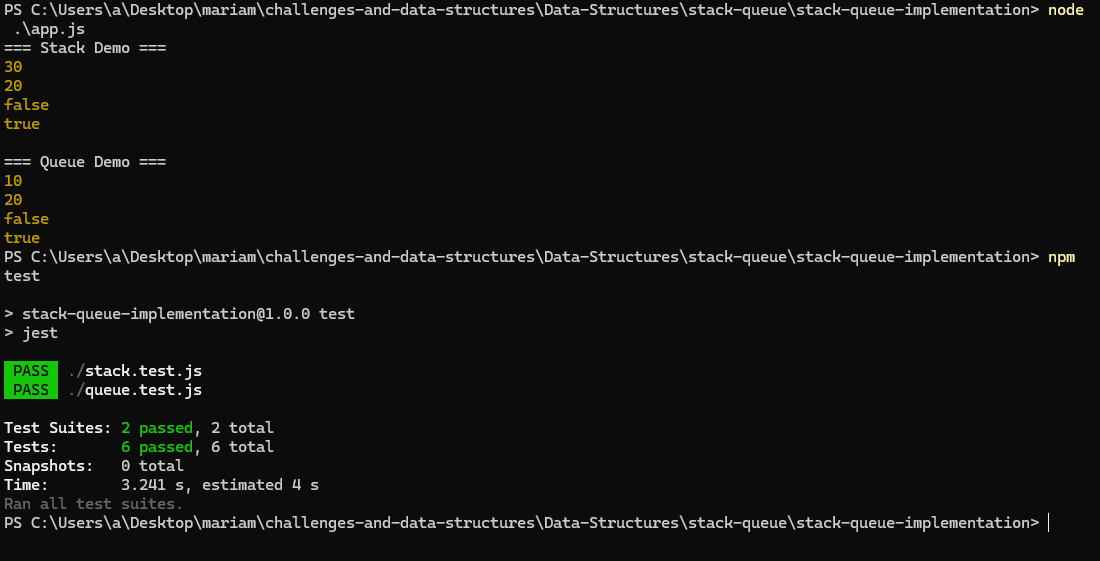 PS C:\Users\a\Desktop\mariam\challenges-and-data-structures\Data-Structures\stack-queue\stack-queue-implementation> node
.\app.js
=== Stack Demo ===
30
20
false
true
=== Queue Demo ===
10
20
false
true
PS C:\Users\a\Desktop\mariam\challenges-and-data-structures\Data-Structures\stack-queue\stack-queue-implementation> npm
test
> stack-queue-implementation@1.0.0 test
> jest
PASS ./stack.test.js
PASS ./queue.test.js
Test Suites: 2 passed, 2 total
Tests: 6 passed, 6 total
Snapshots: 0 total
Time: 3.241 s, estimated 4 s
Ran all test suites.
PS C:\Users\a\Desktop\mariam\challenges-and-data-structures\Data-Structures\stack-queue\stack-queue-implementation>